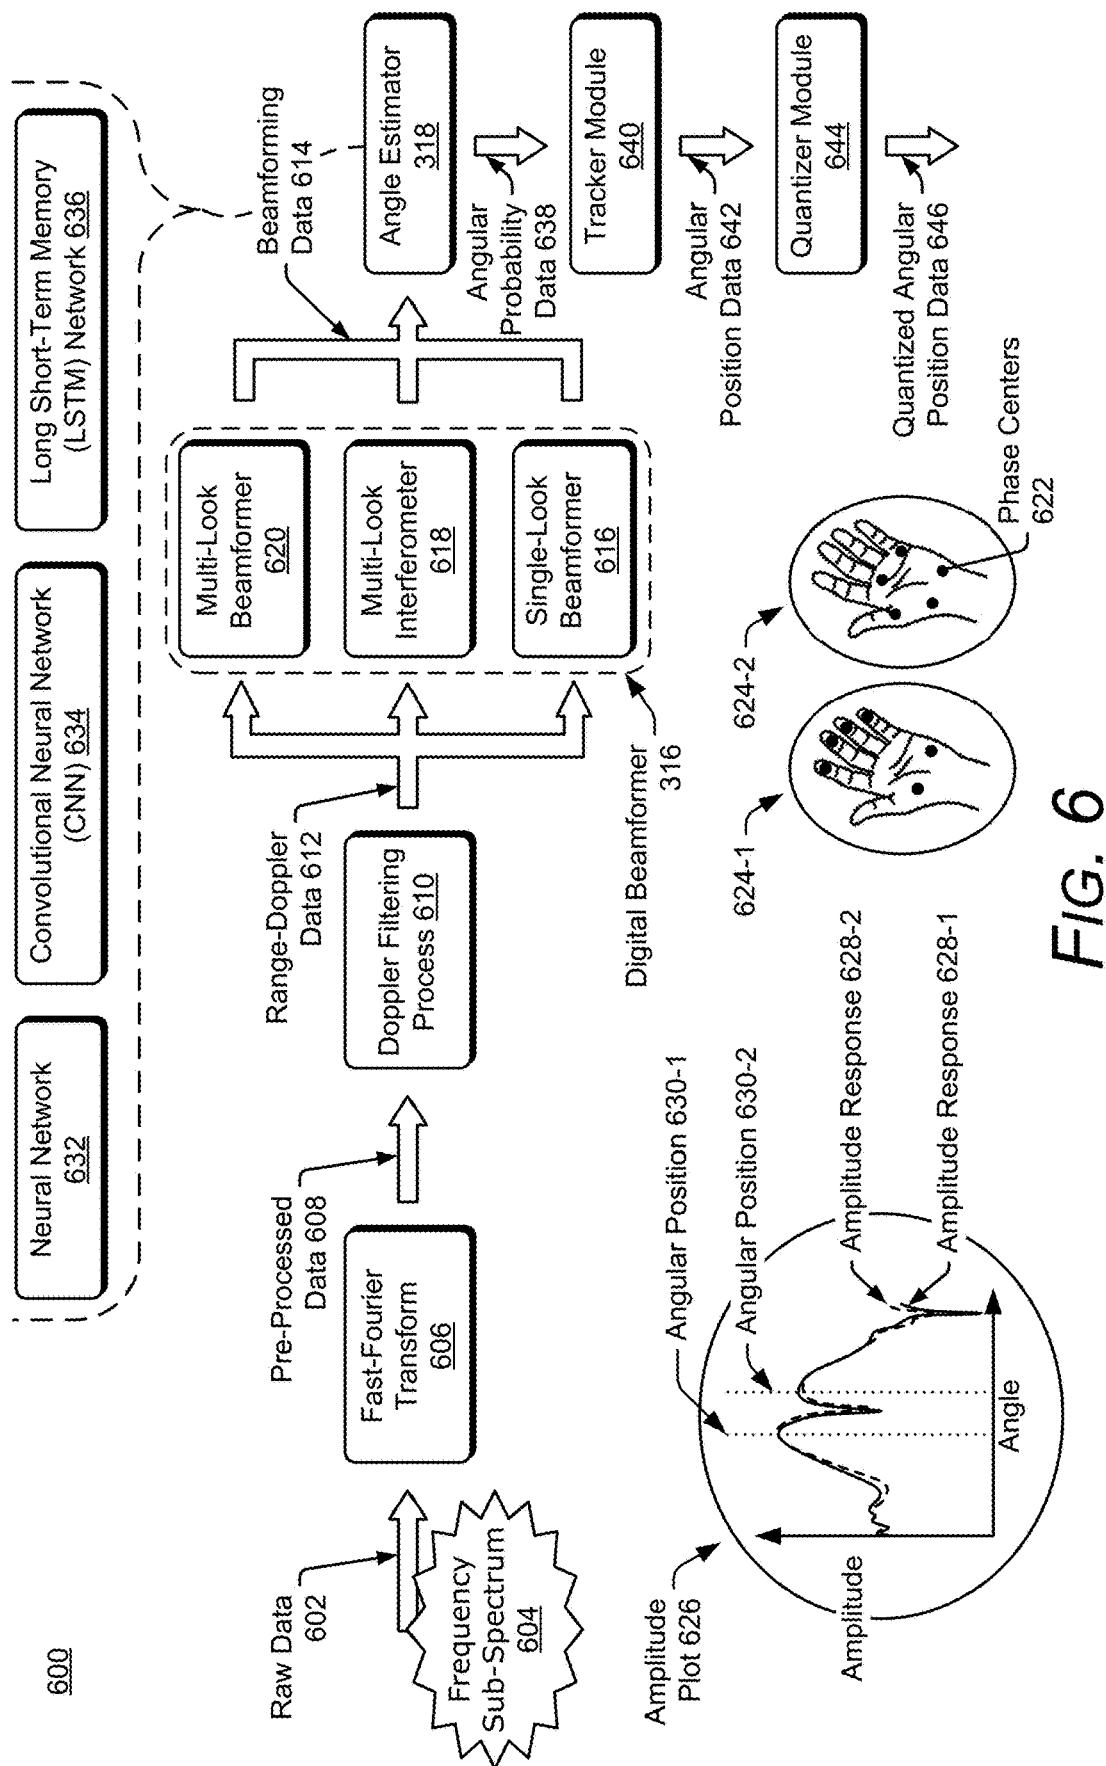 600
Neural Network
632
Convolutional Neural Network
(CNN) 634
Long Short-Term Memory
(LSTM) Network 636
Raw Data
602
Frequency
Sub-Spectrum
604
Fast-Fourier
Transform
606
Pre-Processed
Data 608
Doppler Filtering
Process 610
Range-Doppler
Data 612
Multi-Look
Beamformer
620
Multi-Look
Interferometer
618
Single-Look
Beamformer
616
Digital Beamformer
316
Beamforming
Data 614
Angle Estimator
318
Angular
Probability
Data 638
Tracker Module
640
Angular
Position Data 642
Quantizer Module
644
Quantized Angular
Position Data 646
Amplitude
Plot 626
Amplitude
Angle
Angular Position 630-1
Angular Position 630-2
Amplitude Response 628-2
Amplitude Response 628-1
624-1
624-2
Phase Centers
622
FIG. 6